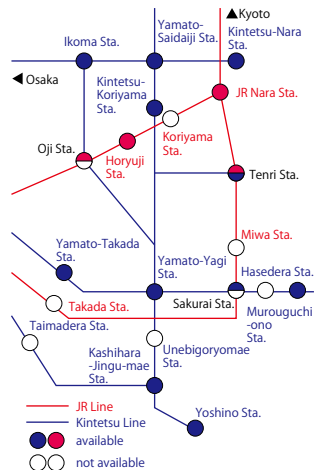 ▲Kyoto
Yamato-
Saidaiji Sta.
Kintetsu-Nara
Sta.
Ikoma Sta.
◀Osaka
Kintetsu-
Koriyama
Sta.
JR Nara Sta.
Koriyama
Sta.
Oji Sta.
Horyuji
Sta.
Tenri Sta.
Miwa Sta.
Yamato-Takada
Sta.
Yamato-Yagi
Sta.
Hasedera Sta.
Takada Sta.
Sakurai Sta.
Murouguchi
-ono
Sta.
Taimadera Sta.
Unebigoryomae
Sta.
Kashihara
-Jingu-mae
Sta.
Yoshino Sta.
JR Line
Kintetsu Line
available
not available